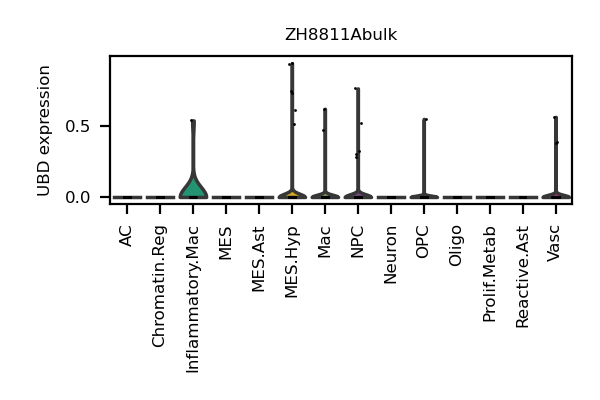 ZH8811Abulk
UBD expression
0.5
0.0
AC
Chromatin.Reg
Inflammatory.Mac
MES
MES.Ast
MES.Hyp
Mac
NPC
Neuron
OPC
Oligo
Prolif.Metab
Reactive.Ast
Vasc